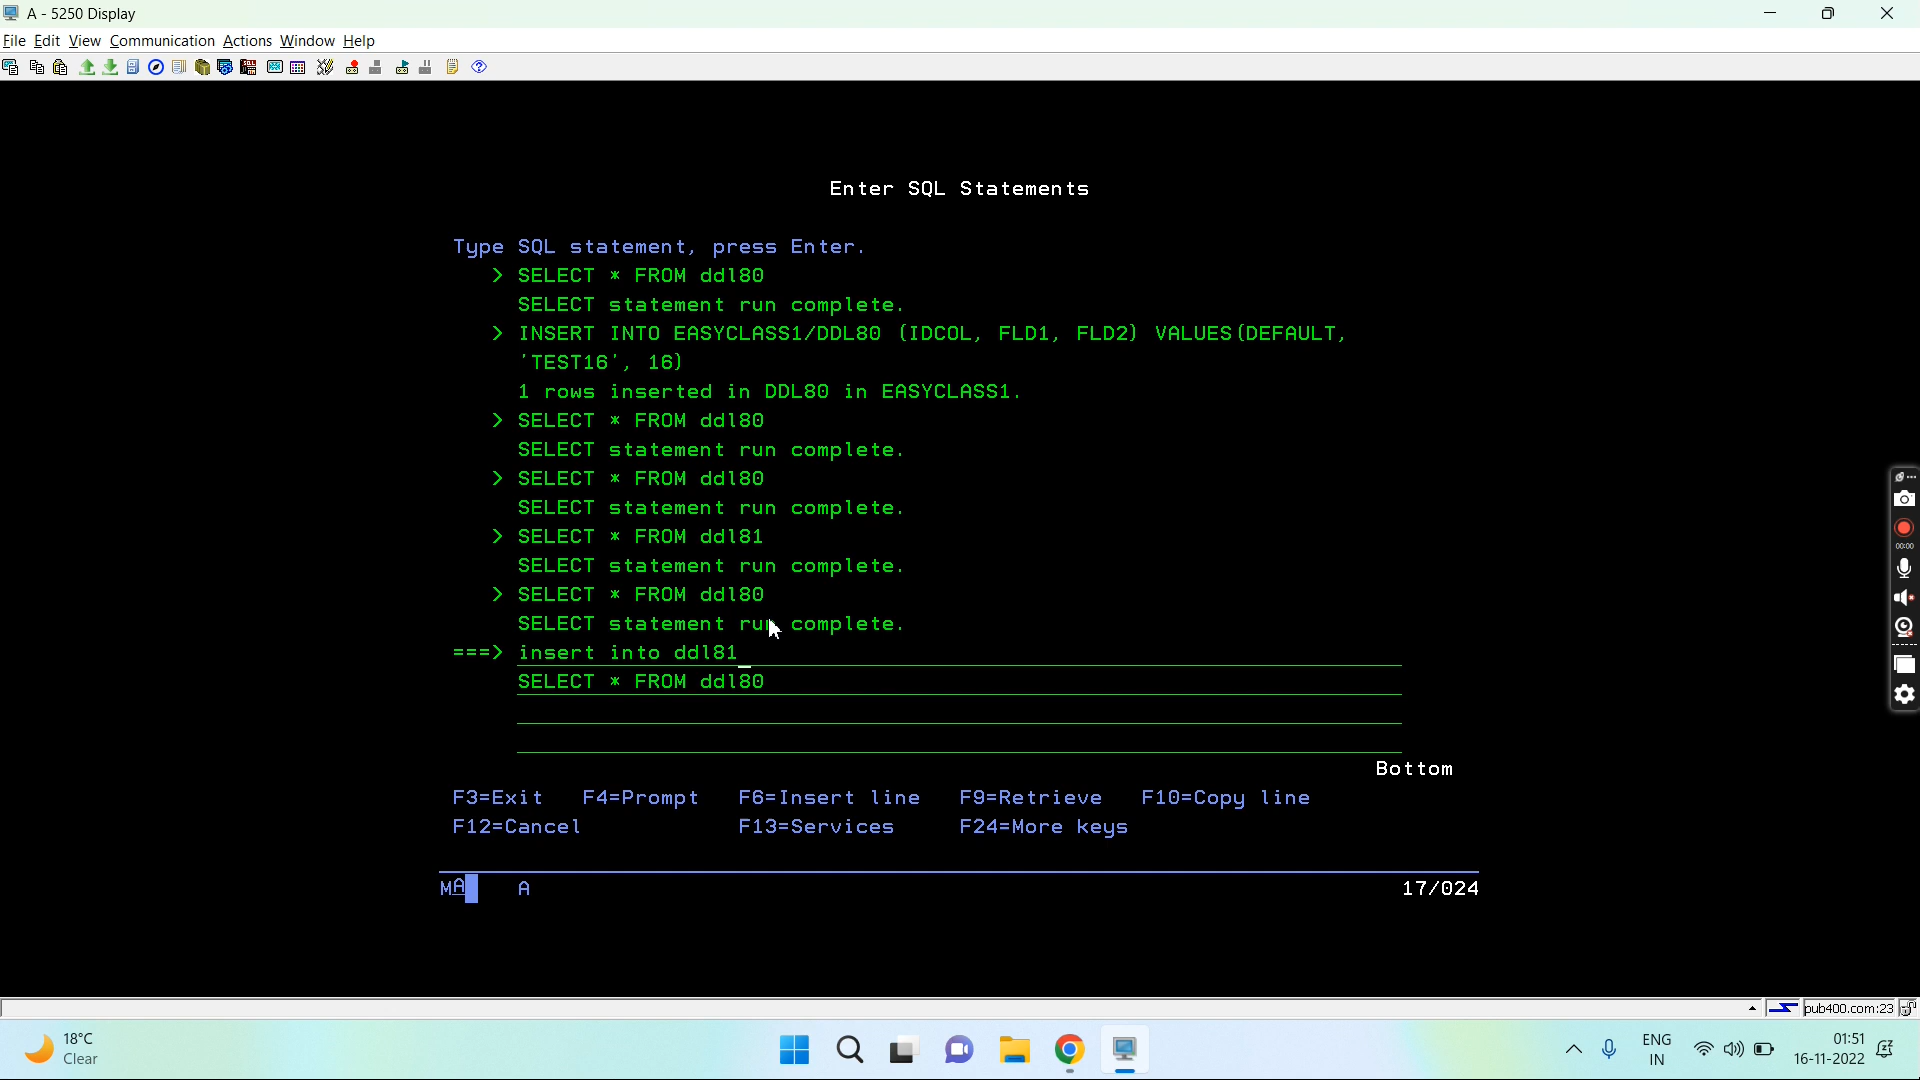 A - 5250 Display
File Edit View Communication Actions Window Help
Enter SQL Statements
Type SQL statement, press Enter.
> SELECT * FROM ddl80
SELECT statement run complete.
> INSERT INTO EASYCLASS1/DDL80 (IDCOL, FLD1, FLD2) VALUES(DEFAULT,
'TEST16', 16)
1 rows inserted in DDL80 in EASYCLASS1.
> SELECT * FROM ddl80
SELECT statement run complete.
> SELECT * FROM ddl80
SELECT statement run complete.
> SELECT * FROM ddl81
SELECT statement run complete.
> SELECT * FROM ddl80
SELECT statement run complete.
===> insert into ddl81_
SELECT * FROM ddl80
Bottom
F3=Exit F4=Prompt F6=Insert line F9=Retrieve F10=Copy line
F12=Cancel F13=Services F24=More keys
MA A 17/024
00:00
pub400.com:23
18°C
Clear
ENG
IN
01:51
16-11-2022